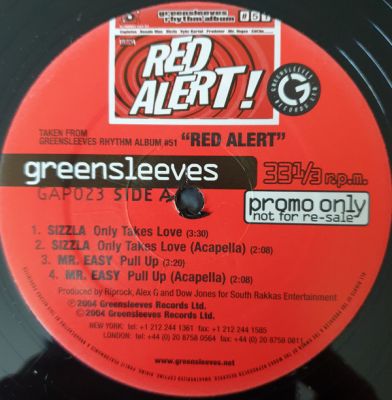 greensleeves
rhythm album #51
RED
ALERT!
GREENSLEEVES
RECORDS LTD
G
TAKEN FROM
GREENSLEEVES RHYTHM ALBUM #51 "RED ALERT"
greensleeves 33 1/3 r.p.m.
GAP023 SIDE A
promo only
not for re-sale
1. SIZZLA Only Takes Love (3:30)
2. SIZZLA Only Takes Love (Acapella) (2:08)
3. MR. EASY Pull Up (3:20)
4. MR. EASY Pull Up (Acapella) (2:08)
Produced by Riprock, Alex G and Dow Jones for South Rakkas Entertainment
℗ 2004 Greensleeves Records Ltd.
© 2004 Greensleeves Records Ltd.
NEW YORK: tel +1 212 244 1361 fax +1 212 244 1585
LONDON: tel +44 (0) 20 8758 0564 fax +44 (0) 20 8758 0811
www.greensleeves.net